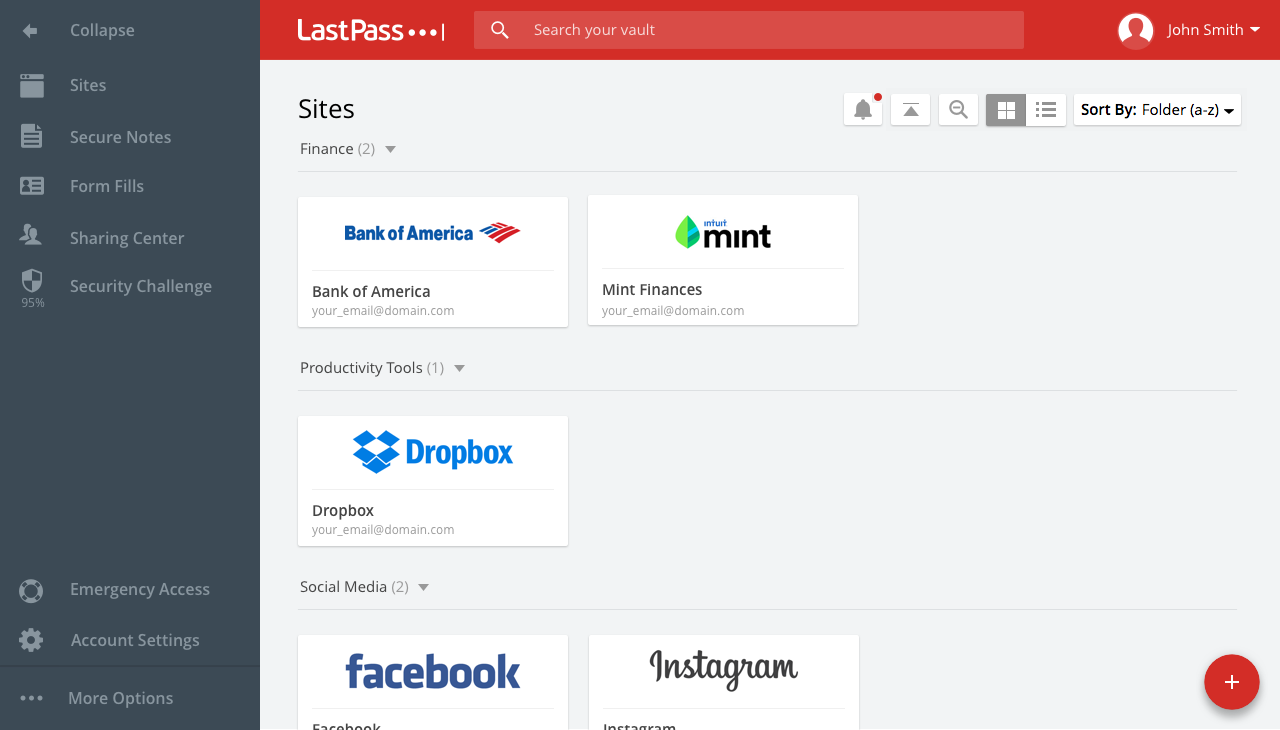 Collapse
Sites
Secure Notes
Form Fills
Sharing Center
Security Challenge
95%
Emergency Access
Account Settings
More Options
LastPass
Search your vault
John Smith
Sites
Sort By: Folder (a-z)
Finance (2)
Bank of America
Bank of America
your_email@domain.com
intuit
mint
Mint Finances
your_email@domain.com
Productivity Tools (1)
Dropbox
Dropbox
your_email@domain.com
Social Media (2)
facebook
Facebook
Instagram
Instagram